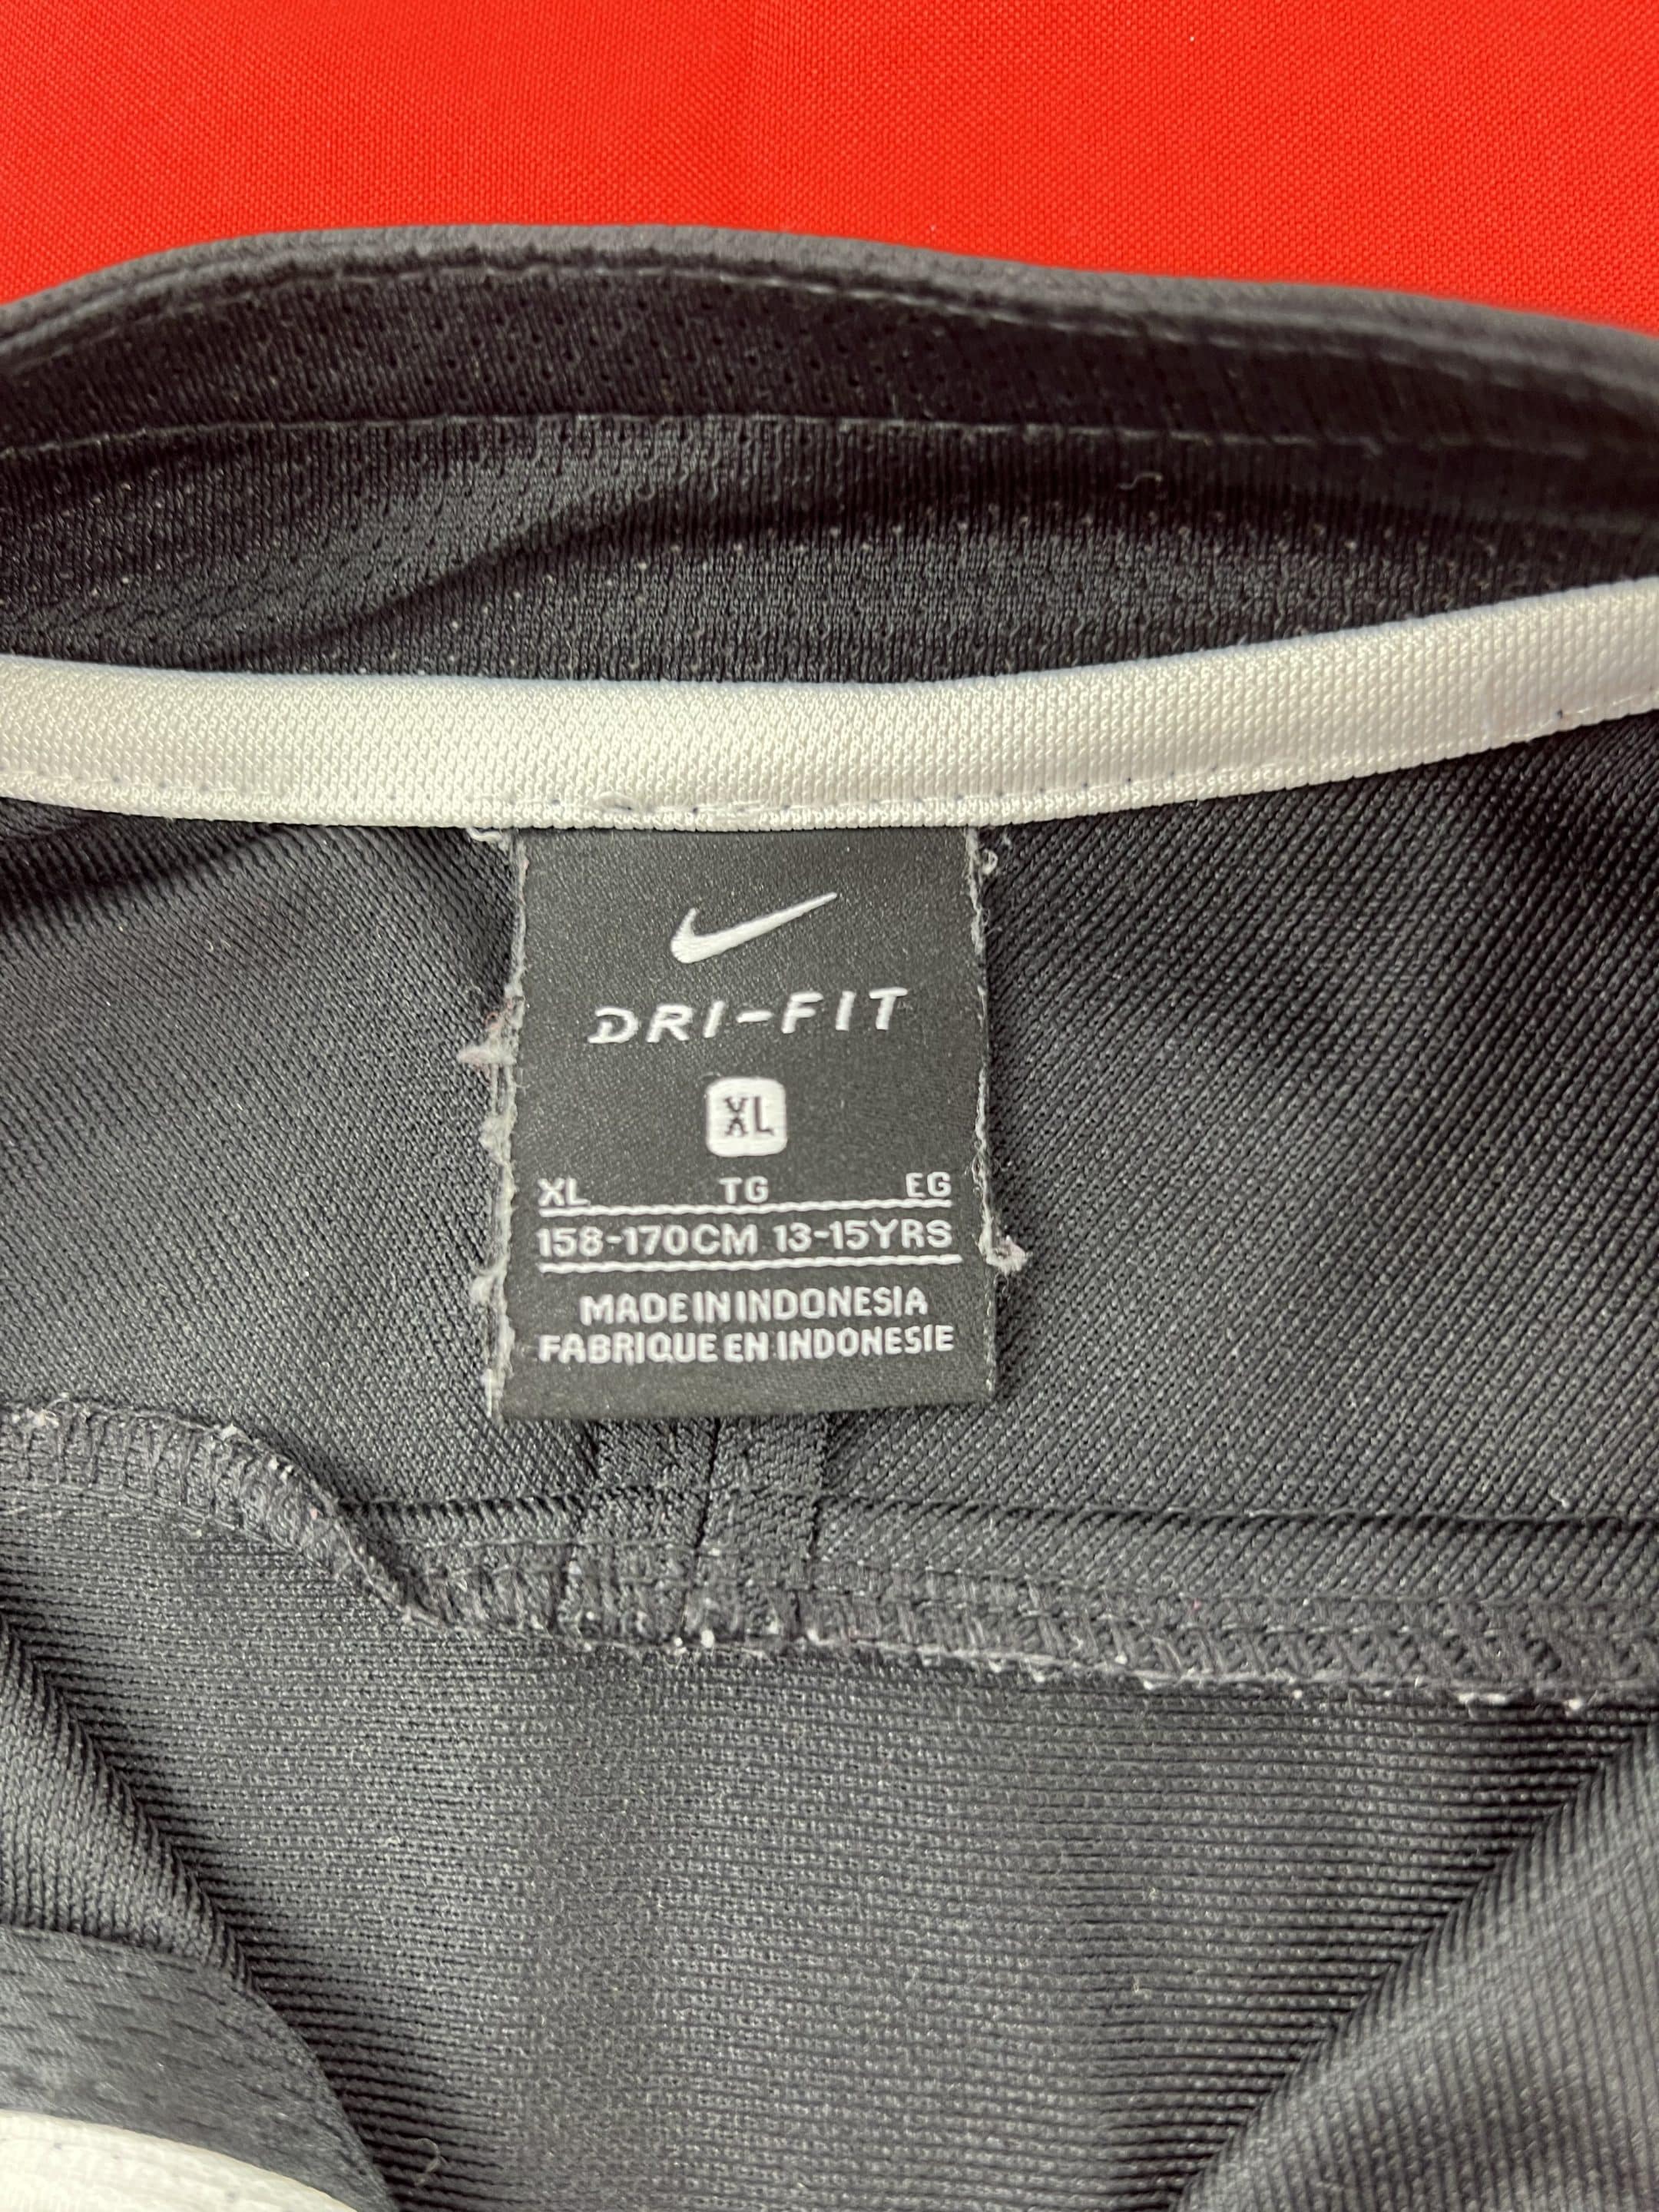 DRI-FIT
XL
XL TG EG
158-170CM 13-15YRS
MADE IN INDONESIA
FABRIQUE EN INDONESIE